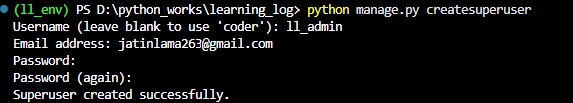 (ll_env) PS D:\python_works\learning_log> python manage.py createsuperuser
Username (leave blank to use 'coder'): ll_admin
Email address: jatinlama263@gmail.com
Password:
Password (again):
Superuser created successfully.